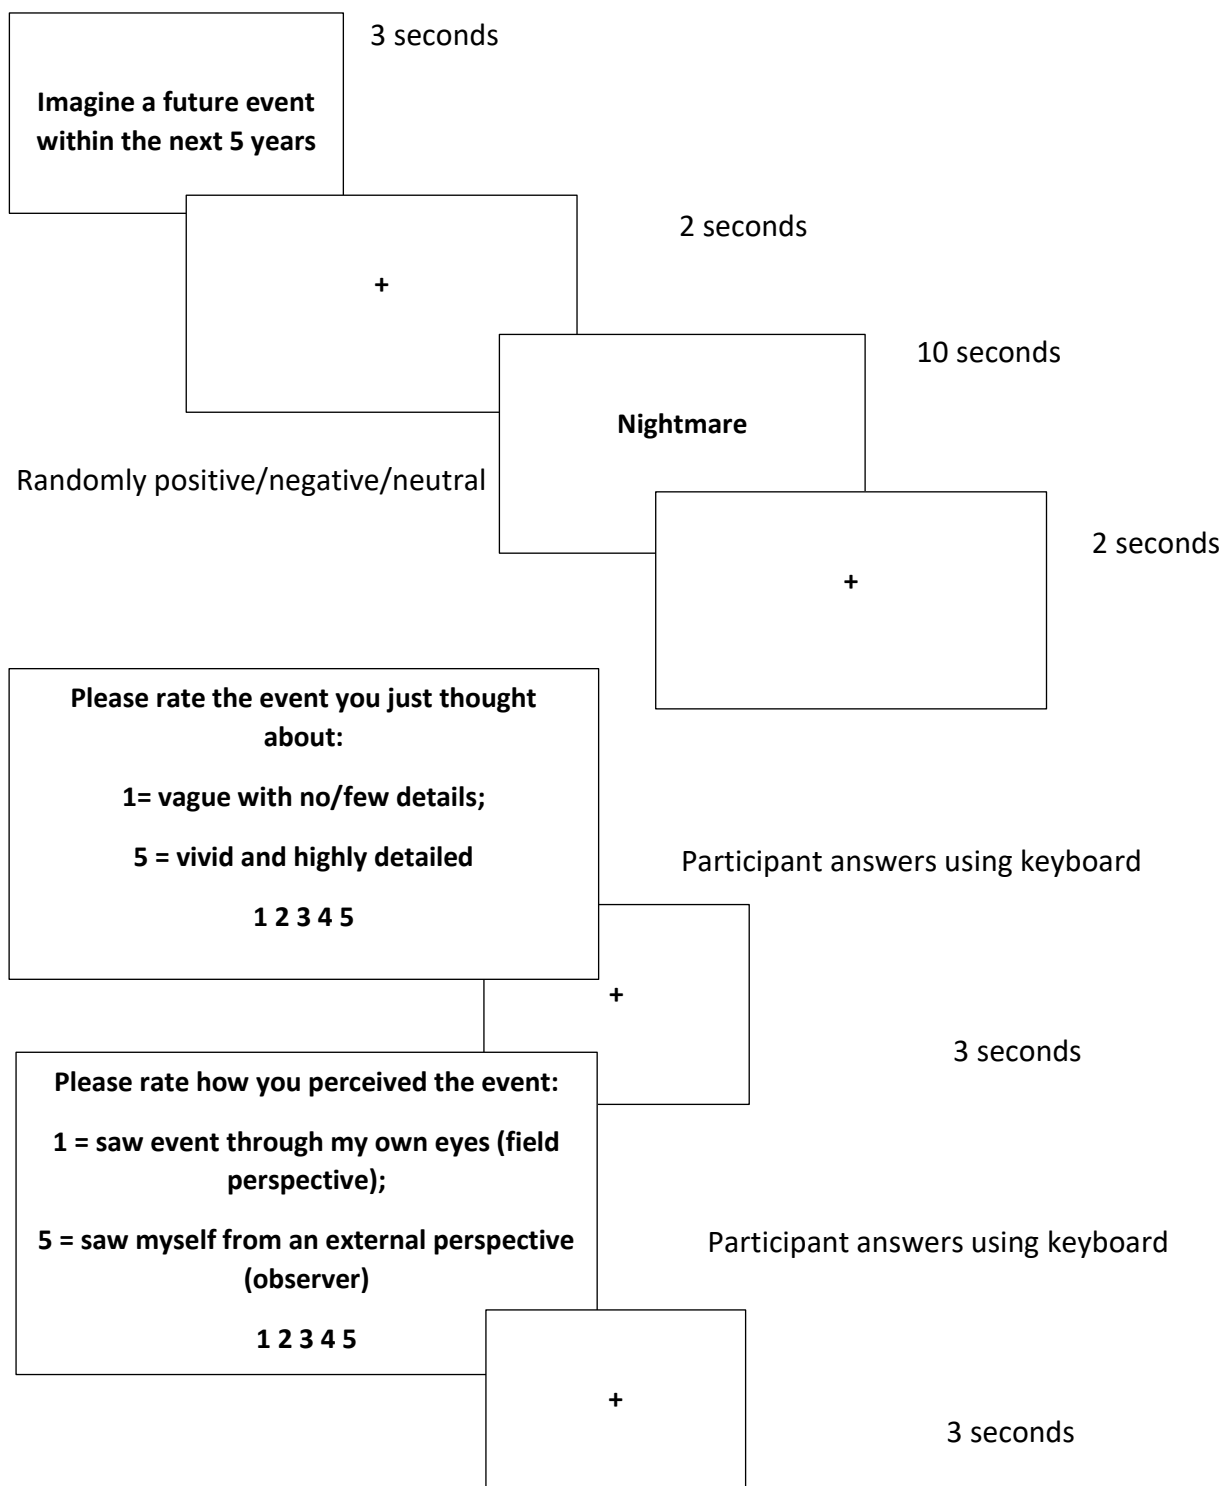 3 seconds
Imagine a future event
within the next 5 years
2 seconds
+
10 seconds
Nightmare
Randomly positive/negative/neutral
2 seconds
+
Please rate the event you just thought
about:
1= vague with no/few details;
5 = vivid and highly detailed
1 2 3 4 5
Participant answers using keyboard
+
3 seconds
Please rate how you perceived the event:
1 = saw event through my own eyes (field
perspective);
5 = saw myself from an external perspective
(observer)
1 2 3 4 5
Participant answers using keyboard
+
3 seconds